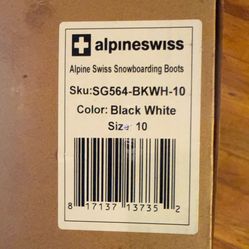 alpineswiss
Alpine Swiss Snowboarding Boots
Sku:SG564-BKWH-10
Color: Black White
Size: 10
8 17137 13735 2